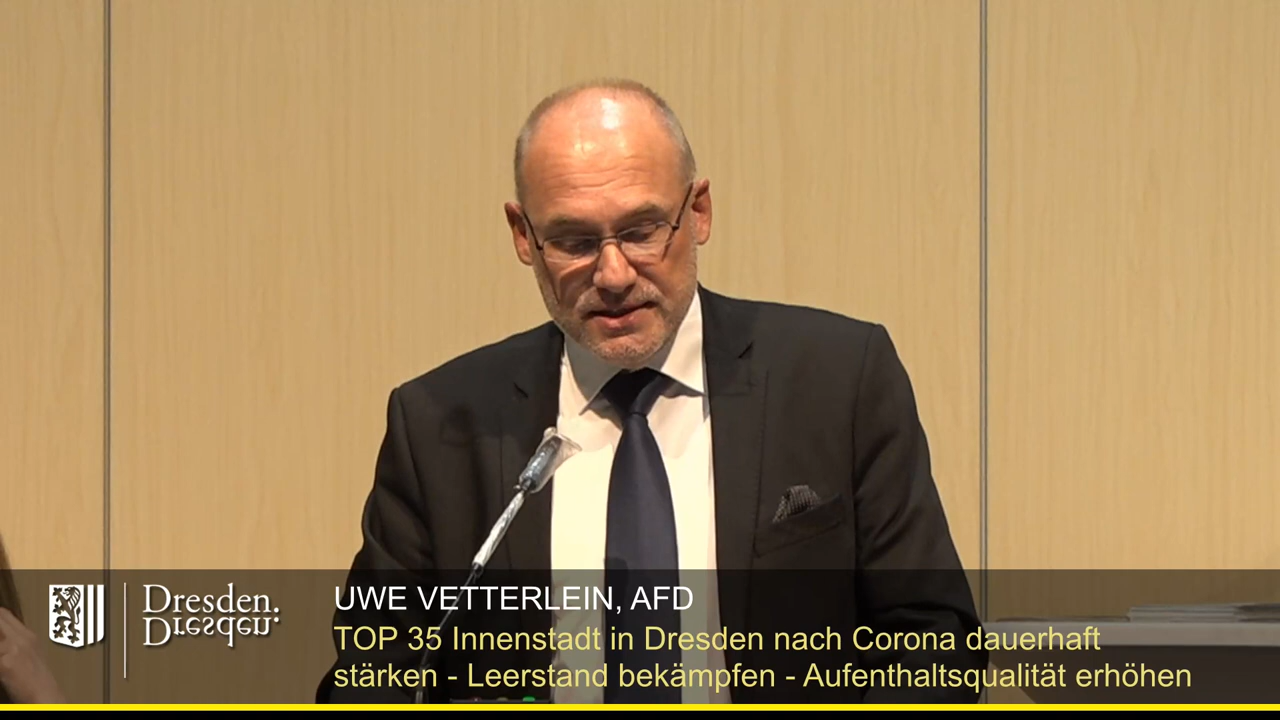 Dresden.
Dresden.
UWE VETTERLEIN, AFD
TOP 35 Innenstadt in Dresden nach Corona dauerhaft
stärken - Leerstand bekämpfen - Aufenthaltsqualität erhöhen